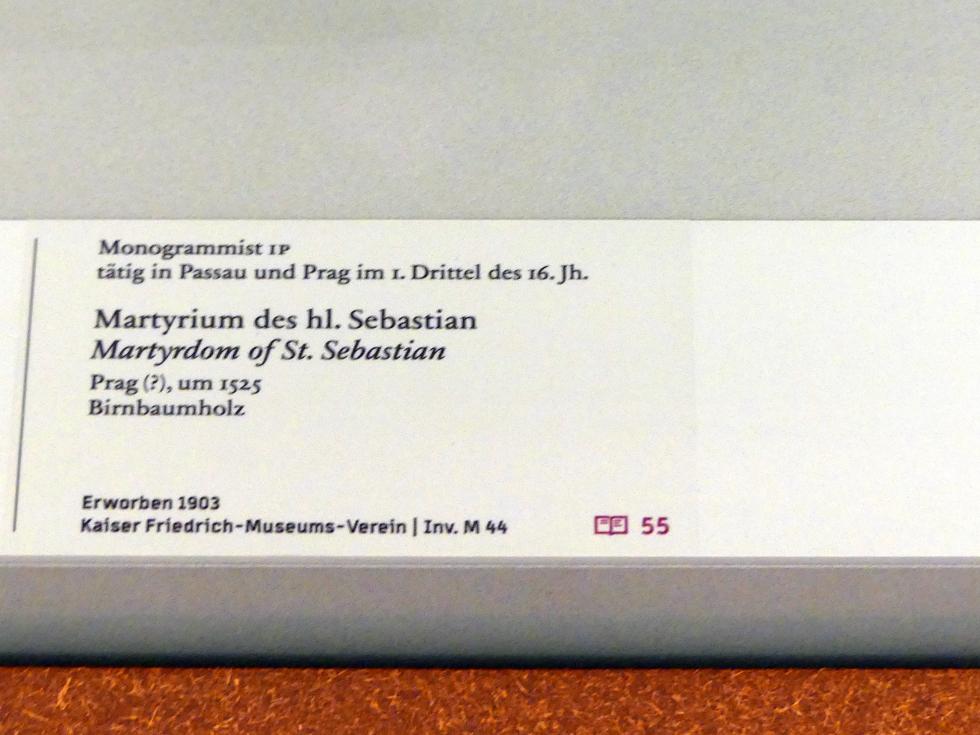 Monogrammist IP
tätig in Passau und Prag im 1. Drittel des 16. Jh.
Martyrium des hl. Sebastian
Martyrdom of St. Sebastian
Prag (?), um 1525
Birnbaumholz
Erworben 1903
Kaiser Friedrich-Museums-Verein | Inv. M 44
55